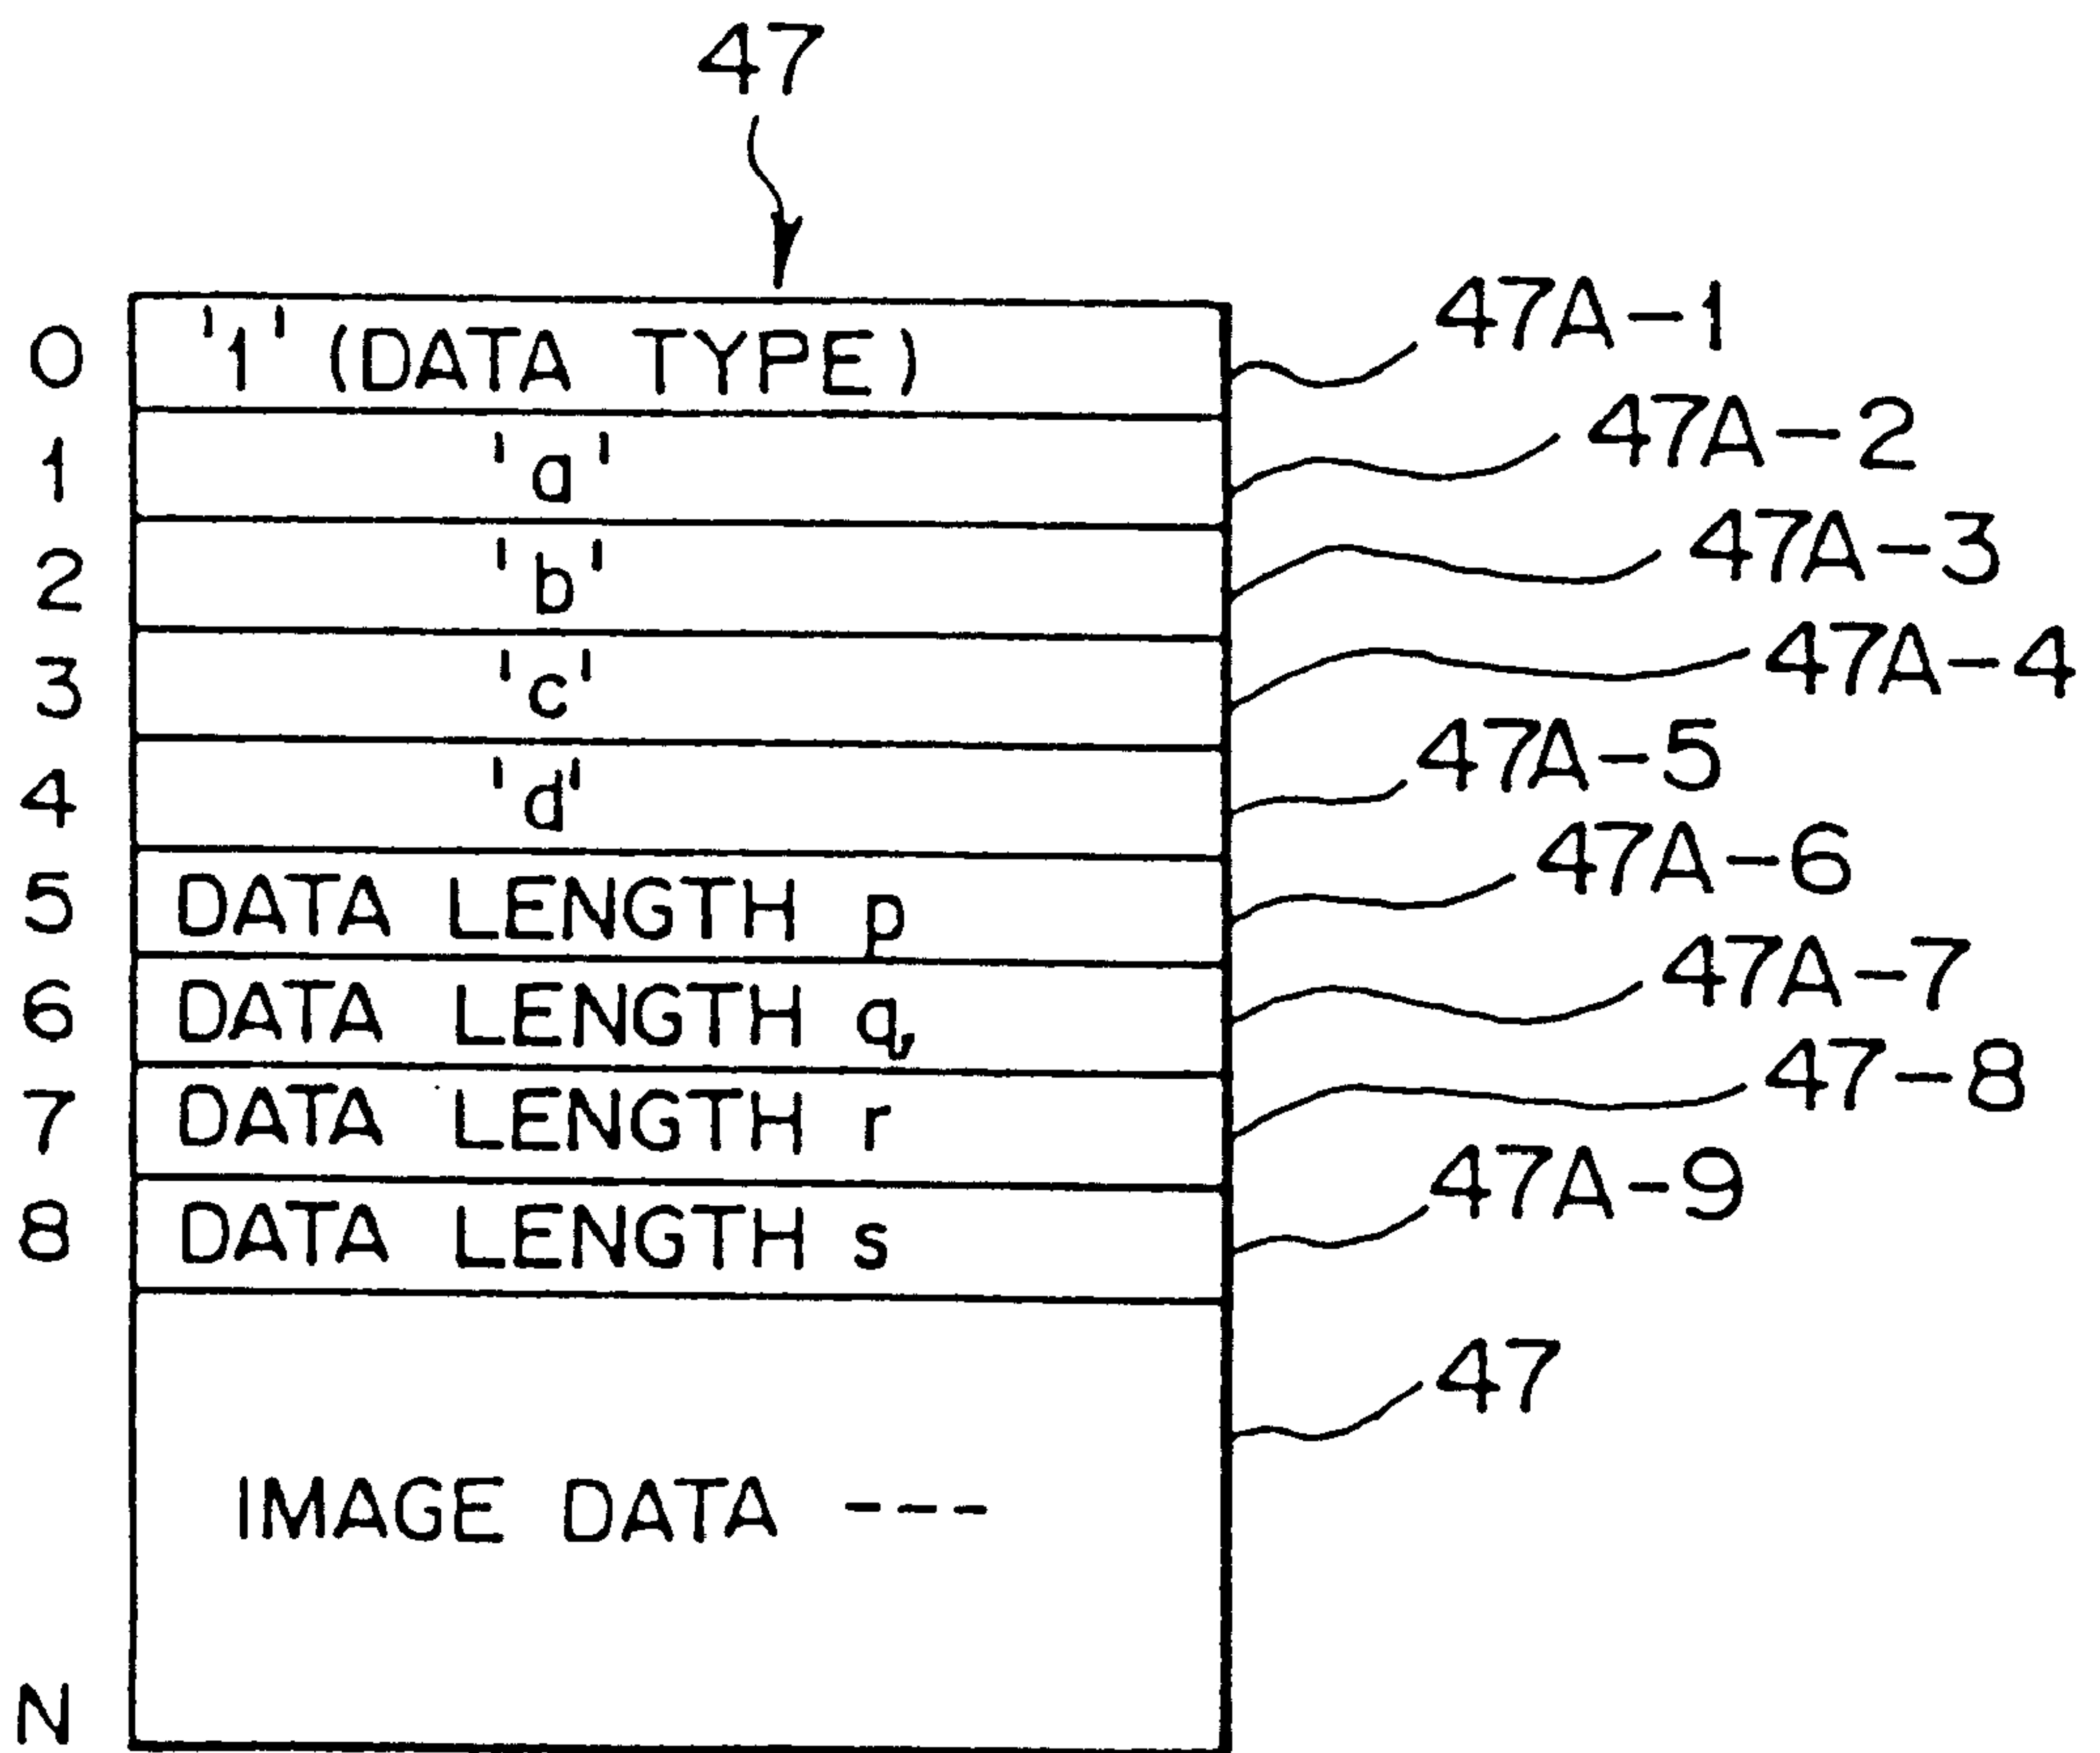 47
0 '1' (DATA TYPE) 47A-1
1 'a' 47A-2
2 'b' 47A-3
3 'c' 47A-4
4 'd' 47A-5
5 DATA LENGTH p 47A-6
6 DATA LENGTH q 47A-7
7 DATA LENGTH r 47-8
8 DATA LENGTH s 47A-9
47
IMAGE DATA ---
N